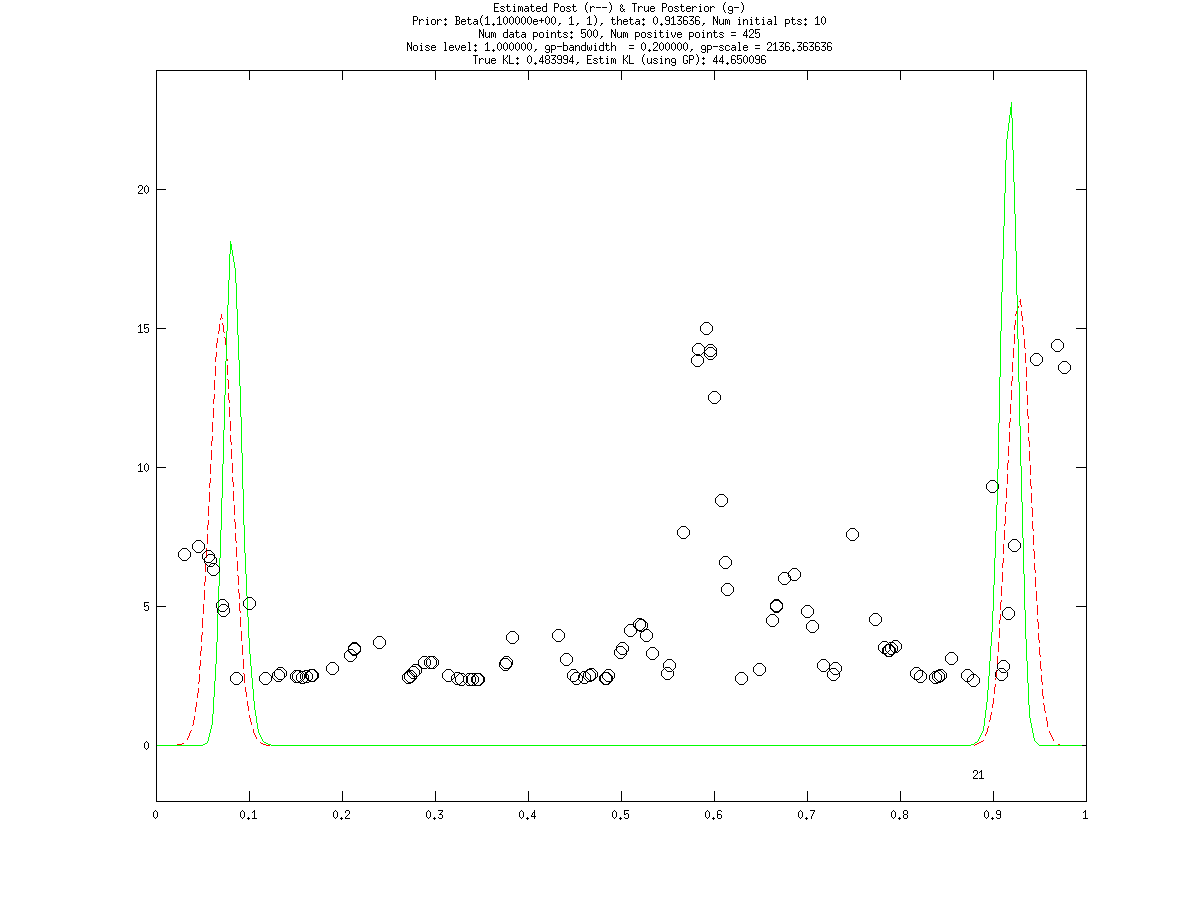 Estimated Post (r--) & True Posterior (g-)
Prior: Beta(1.100000e+00, 1, 1), theta: 0.913636, Num initial pts: 10
Num data points: 500, Num positive points = 425
Noise level: 1.000000, gp-bandwidth  = 0.200000, gp-scale = 2136.363636
True KL: 0.483994, Estim KL (using GP): 44.650096
20
15
10
5
0
21
0 0.1 0.2 0.3 0.4 0.5 0.6 0.7 0.8 0.9 1